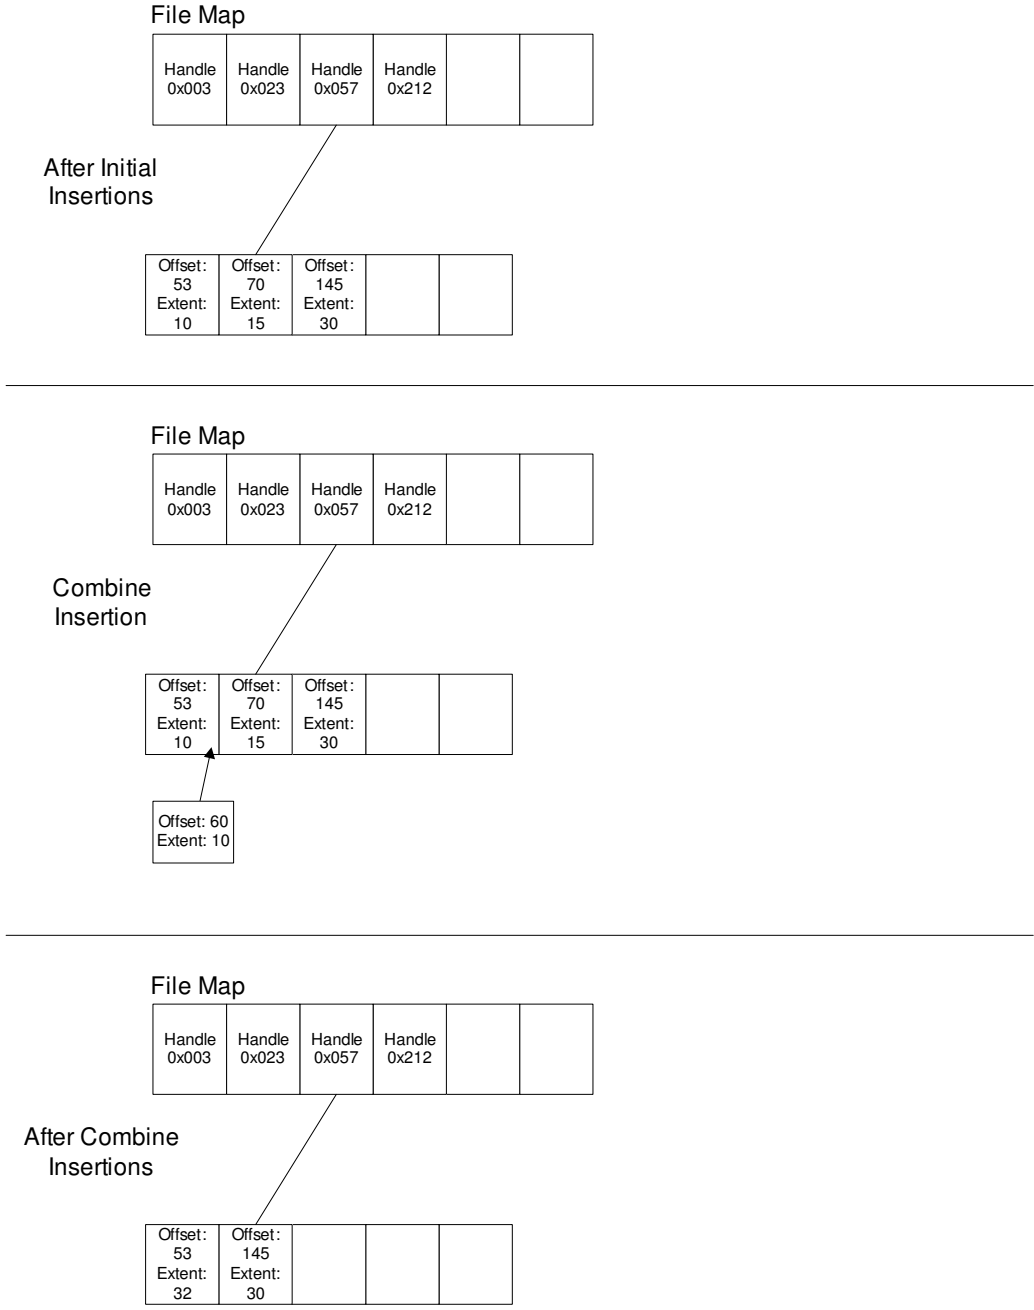 File Map
Handle Handle Handle Handle
0x003 0x023 0x057 0x212
After Initial
Insertions
Offset: Offset: Offset:
53 70 145
Extent: Extent: Extent:
10 15 30
File Map
Handle Handle Handle Handle
0x003 0x023 0x057 0x212
Combine
Insertion
Offset: Offset: Offset:
53 70 145
Extent: Extent: Extent:
10 15 30
Offset: 60
Extent: 10
File Map
Handle Handle Handle Handle
0x003 0x023 0x057 0x212
After Combine
Insertions
Offset: Offset:
53 145
Extent: Extent:
32 30